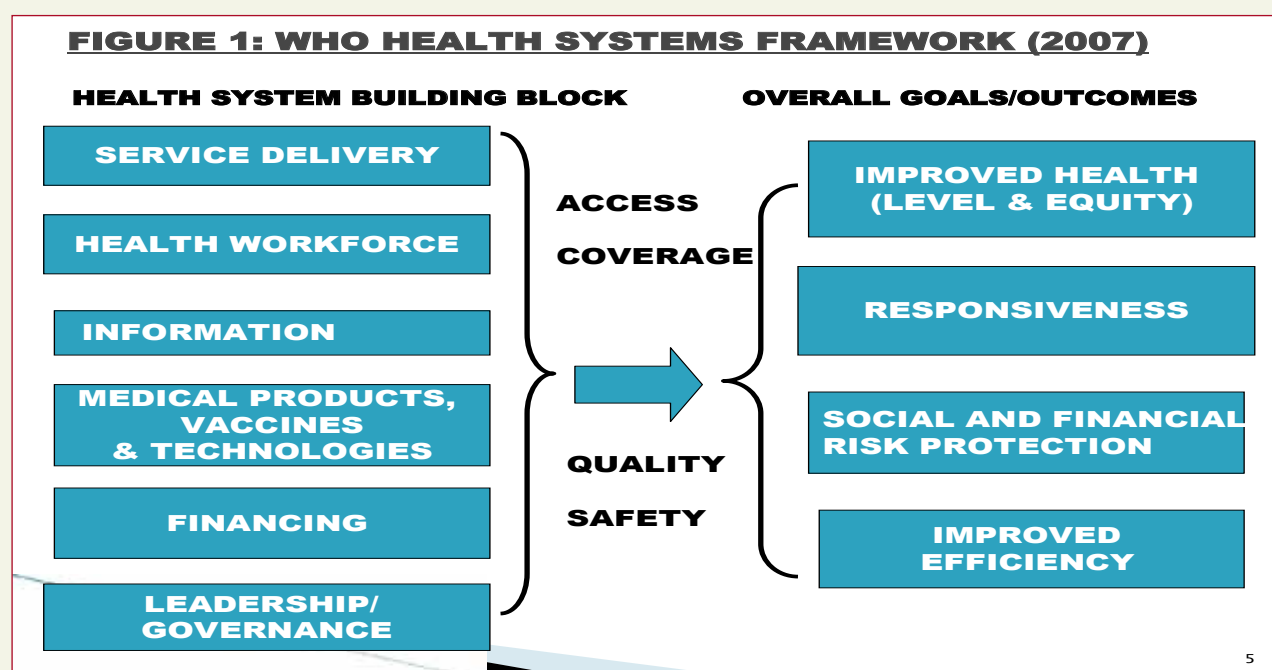 FIGURE 1: WHO HEALTH SYSTEMS FRAMEWORK (2007)
HEALTH SYSTEM BUILDING BLOCK
OVERALL GOALS/OUTCOMES
SERVICE DELIVERY
HEALTH WORKFORCE
INFORMATION
MEDICAL PRODUCTS,
VACCINES
& TECHNOLOGIES
FINANCING
LEADERSHIP/
GOVERNANCE
ACCESS
COVERAGE
QUALITY
SAFETY
IMPROVED HEALTH
(LEVEL & EQUITY)
RESPONSIVENESS
SOCIAL AND FINANCIAL
RISK PROTECTION
IMPROVED
EFFICIENCY
5